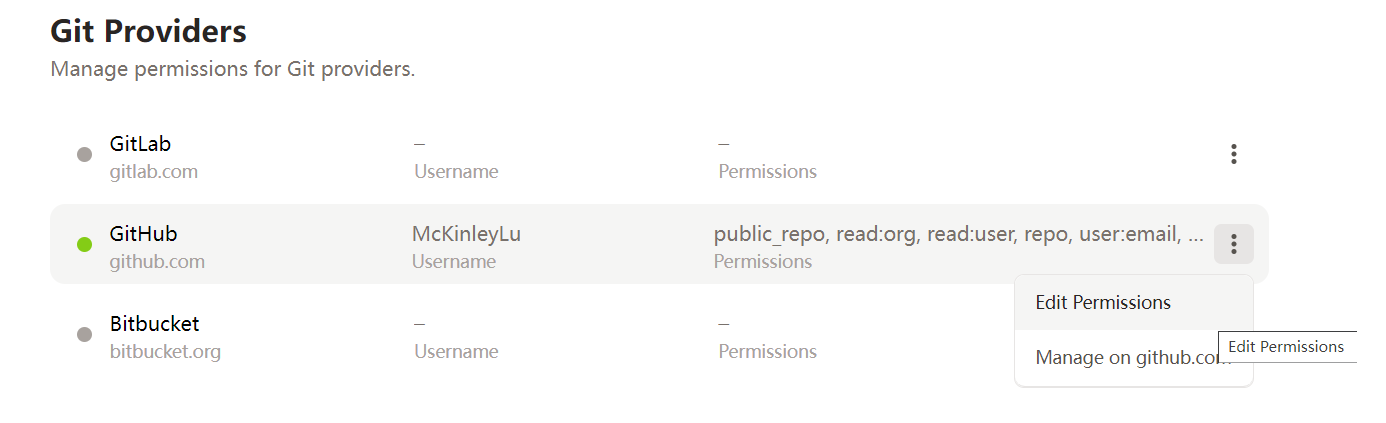 Git Providers
Manage permissions for Git providers.
GitLab – –
gitlab.com Username Permissions
GitHub McKinleyLu public_repo, read:org, read:user, repo, user:email, ...
github.com Username Permissions
Edit Permissions
Bitbucket – –
bitbucket.org Username Permissions
Manage on github.com
Edit Permissions